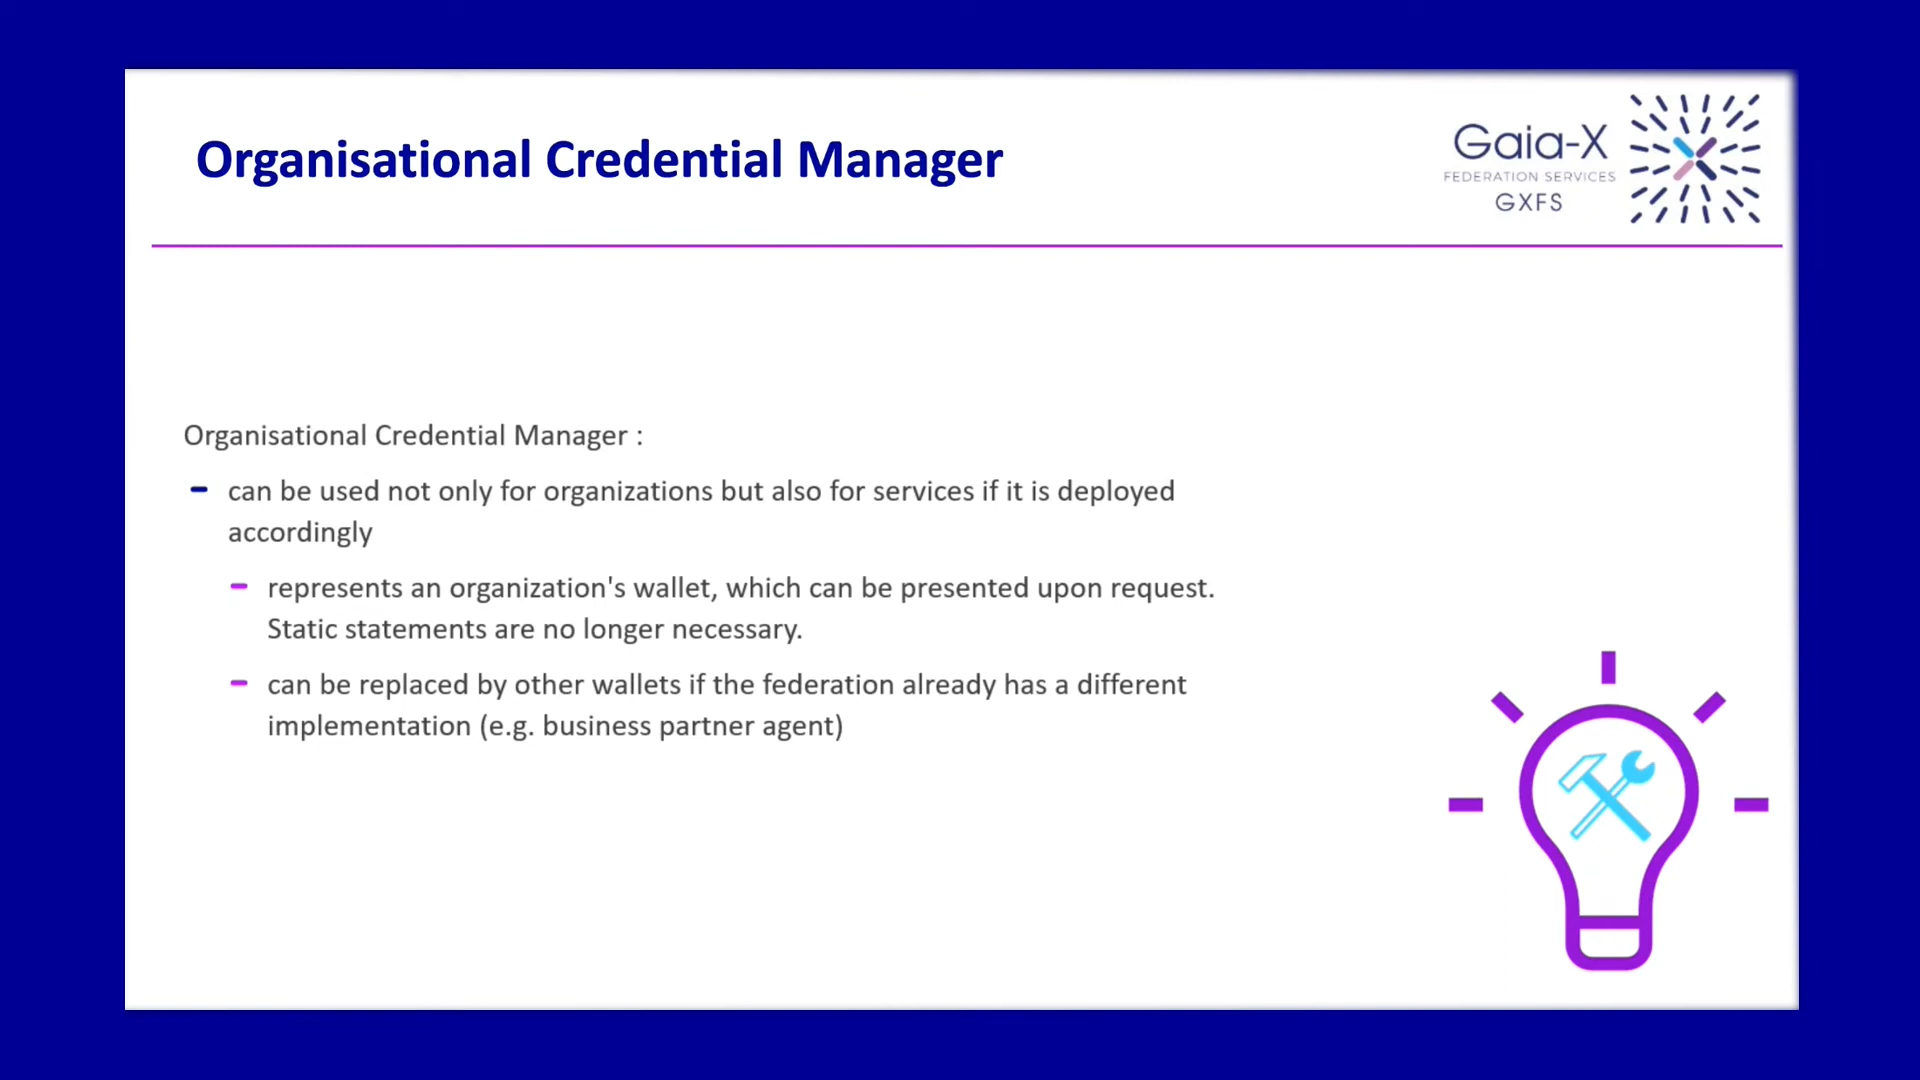 Organisational Credential Manager
Gaia-X
FEDERATION SERVICES
GXFS
Organisational Credential Manager :
- can be used not only for organizations but also for services if it is deployed
accordingly
- represents an organization's wallet, which can be presented upon request.
Static statements are no longer necessary.
- can be replaced by other wallets if the federation already has a different
implementation (e.g. business partner agent)